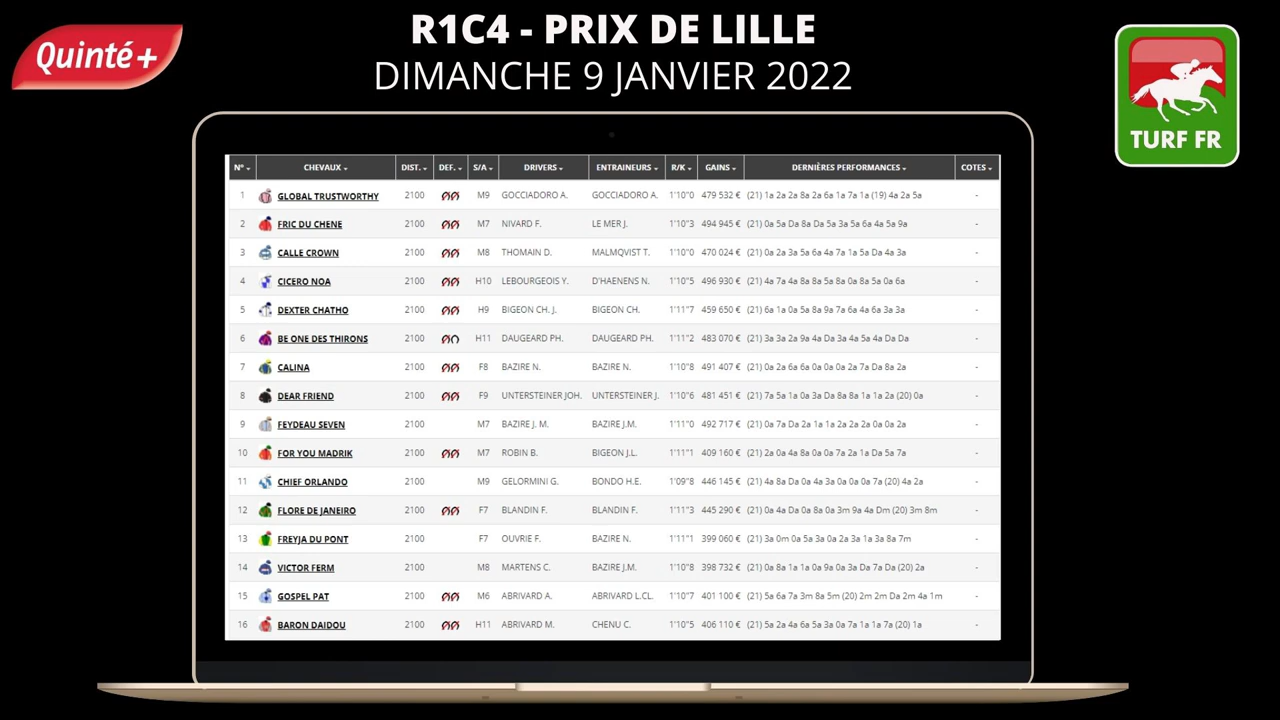 Quinté+
R1C4 - PRIX DE LILLE
DIMANCHE 9 JANVIER 2022
TURF FR
N° CHEVAUX DIST. DEF. S/A DRIVERS ENTRAINEURS R/K GAINS DERNIÈRES PERFORMANCES COTES
1 GLOBAL TRUSTWORTHY 2100 M9 GOCCIADORO A. GOCCIADORO A. 1'10"0 479 532 € (21) 1a 2a 2a 8a 2a 6a 1a 7a 1a (19) 4a 2a 5a -
2 FRIC DU CHENE 2100 M7 NIVARD F. LE MER J. 1'10"3 494 945 € (21) 0a 5a Da 8a Da 5a 3a 5a 6a 4a 5a 9a -
3 CALLE CROWN 2100 M8 THOMAIN D. MALMQVIST T. 1'10"0 470 024 € (21) 0a 2a 3a 5a 6a 4a 7a 1a 5a Da 4a 3a -
4 CICERO NOA 2100 H10 LEBOURGEOIS Y. D'HAENENS N. 1'10"5 496 930 € (21) 4a 7a 4a 8a 8a 5a 8a 0a 8a 5a 0a 6a -
5 DEXTER CHATHO 2100 H9 BIGEON CH. J. BIGEON CH. 1'11"7 459 650 € (21) 6a 1a 0a 5a 8a 9a 7a 6a 4a 6a 3a 3a -
6 BE ONE DES THIRONS 2100 H11 DAUGEARD PH. DAUGEARD PH. 1'11"2 483 070 € (21) 3a 3a 2a 9a 4a Da 3a 4a 5a 4a Da Da -
7 CALINA 2100 F8 BAZIRE N. BAZIRE N. 1'10"8 491 407 € (21) 0a 2a 6a 6a 0a 0a 0a 2a 7a Da 8a 2a -
8 DEAR FRIEND 2100 F9 UNTERSTEINER JOH. UNTERSTEINER J. 1'10"6 481 451 € (21) 7a 5a 1a 0a 3a Da 8a 8a 1a 1a 2a (20) 0a -
9 FEYDEAU SEVEN 2100 M7 BAZIRE J. M. BAZIRE J.M. 1'11"0 492 717 € (21) 0a 7a Da 2a 1a 1a 2a 2a 2a 0a 0a 2a -
10 FOR YOU MADRIK 2100 M7 ROBIN B. BIGEON J.L. 1'11"1 409 160 € (21) 2a 0a 4a 8a 0a 0a 7a 2a 1a Da 5a 7a -
11 CHIEF ORLANDO 2100 M9 GELORMINI G. BONDO H.E. 1'09"8 446 145 € (21) 4a 8a Da 0a 4a 3a 0a 0a 0a 7a (20) 4a 2a -
12 FLORE DE JANEIRO 2100 F7 BLANDIN F. BLANDIN F. 1'11"3 445 290 € (21) 0a 4a Da 0a 8a 0a 3m 9a 4a Dm (20) 3m 8m -
13 FREYJA DU PONT 2100 F7 OUVRIE F. BAZIRE N. 1'11"1 399 060 € (21) 3a 0m 0a 5a 3a 0a 2a 3a 1a 3a 8a 7m -
14 VICTOR FERM 2100 M8 MARTENS C. BAZIRE J.M. 1'10"8 398 732 € (21) 0a 8a 1a 1a 0a 9a 0a 3a Da 7a Da (20) 2a -
15 GOSPEL PAT 2100 M6 ABRIVARD A. ABRIVARD L.CL. 1'10"7 401 100 € (21) 5a 6a 7a 3m 8a 5m (20) 2m 2m Da 2m 4a 1m -
16 BARON DAIDOU 2100 H11 ABRIVARD M. CHENU C. 1'10"5 406 110 € (21) 5a 2a 4a 6a 5a 3a 0a 7a 1a 1a 7a (20) 1a -